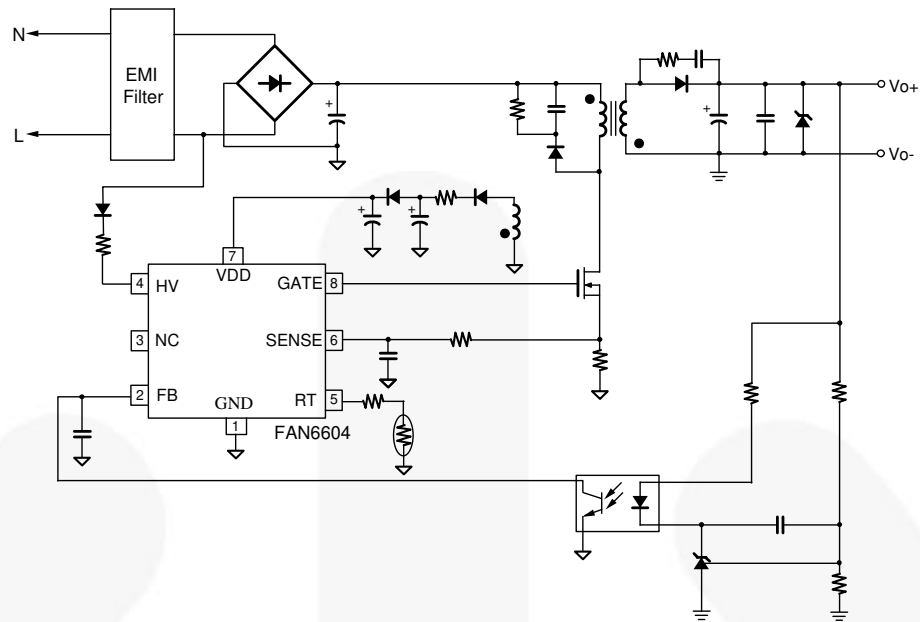 N
EMI
Filter
L
+
+
Vo+
Vo-
+
+
7
VDD
4
HV
GATE
8
3
NC
SENSE
6
2
FB
GND
RT
5
1
FAN6604